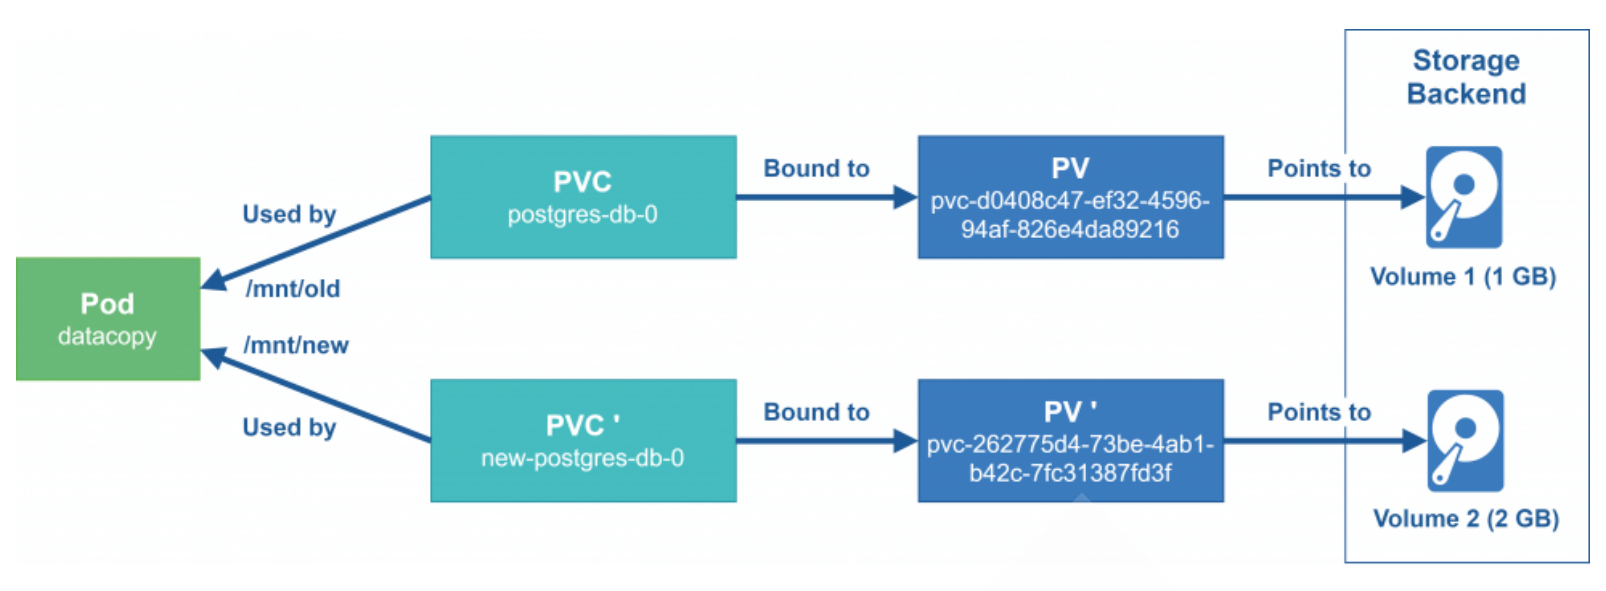 Storage
Backend
PVC
postgres-db-0
Bound to
PV
pvc-d0408c47-ef32-4596-
94af-826e4da89216
Points to
Volume 1 (1 GB)
Used by
/mnt/old
Pod
datacopy
/mnt/new
Used by
PVC '
new-postgres-db-0
Bound to
PV '
pvc-262775d4-73be-4ab1-
b42c-7fc31387fd3f
Points to
Volume 2 (2 GB)